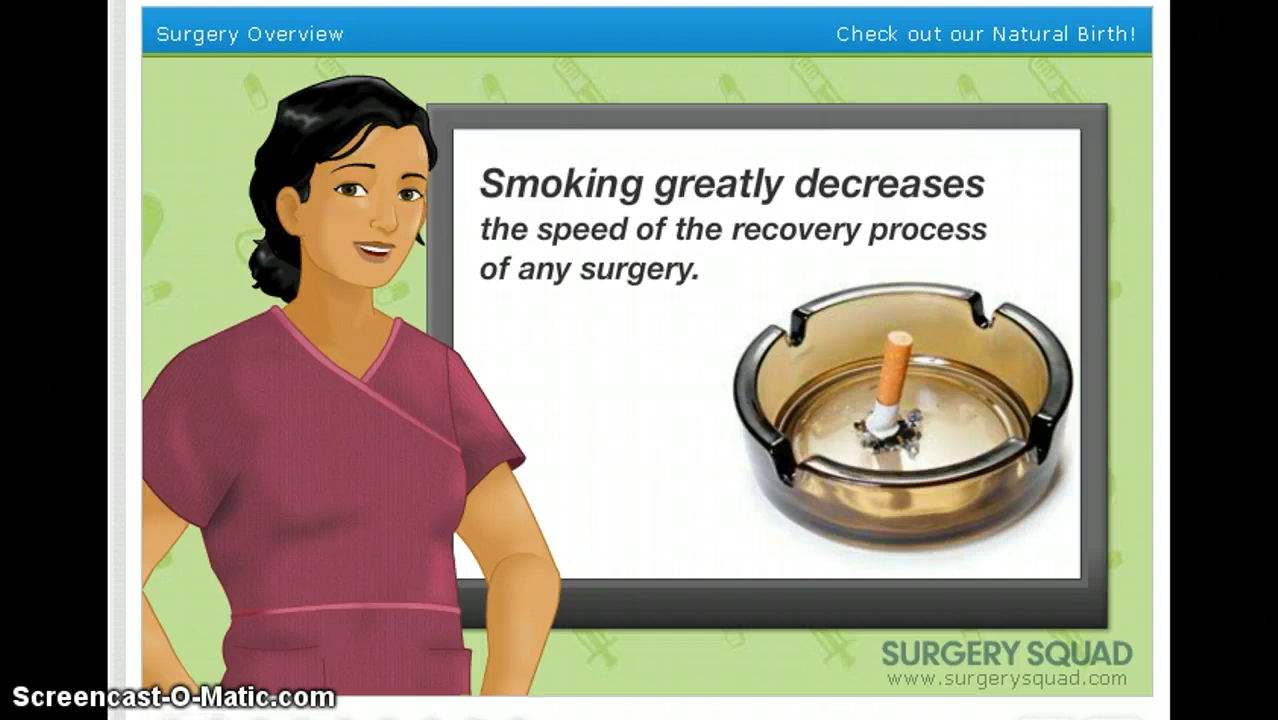 Surgery Overview
Check out our Natural Birth!
Smoking greatly decreases
the speed of the recovery process
of any surgery.
SURGERY SQUAD
www.surgerysquad.com
Screencast-O-Matic.com